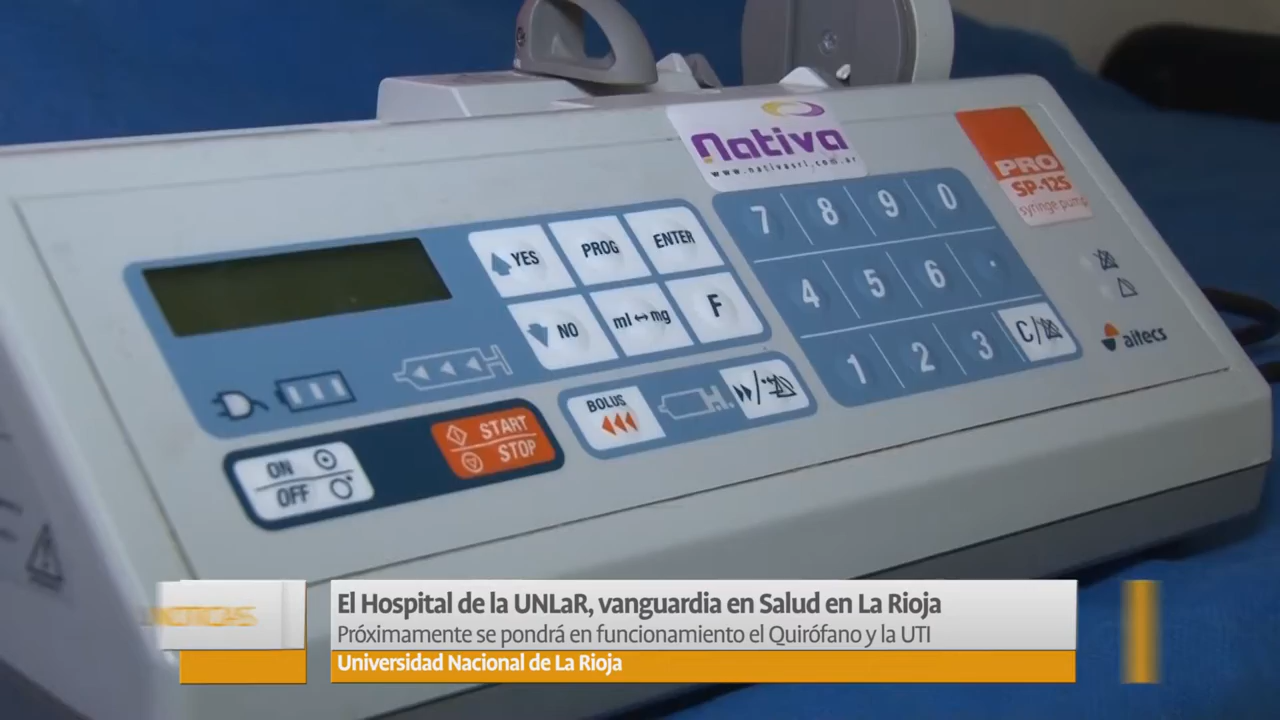 nativa
www.nativasrl.com.ar
PRO
SP-12S
syringe pump
YES
PROG
ENTER
NO
ml↔mg
F
7 8 9 0
4 5 6 .
1 2 3 C/
BOLUS
ON
OFF
START
STOP
aitecs
NOTICIAS
El Hospital de la UNLaR, vanguardia en Salud en La Rioja
Próximamente se pondrá en funcionamiento el Quirófano y la UTI
Universidad Nacional de La Rioja